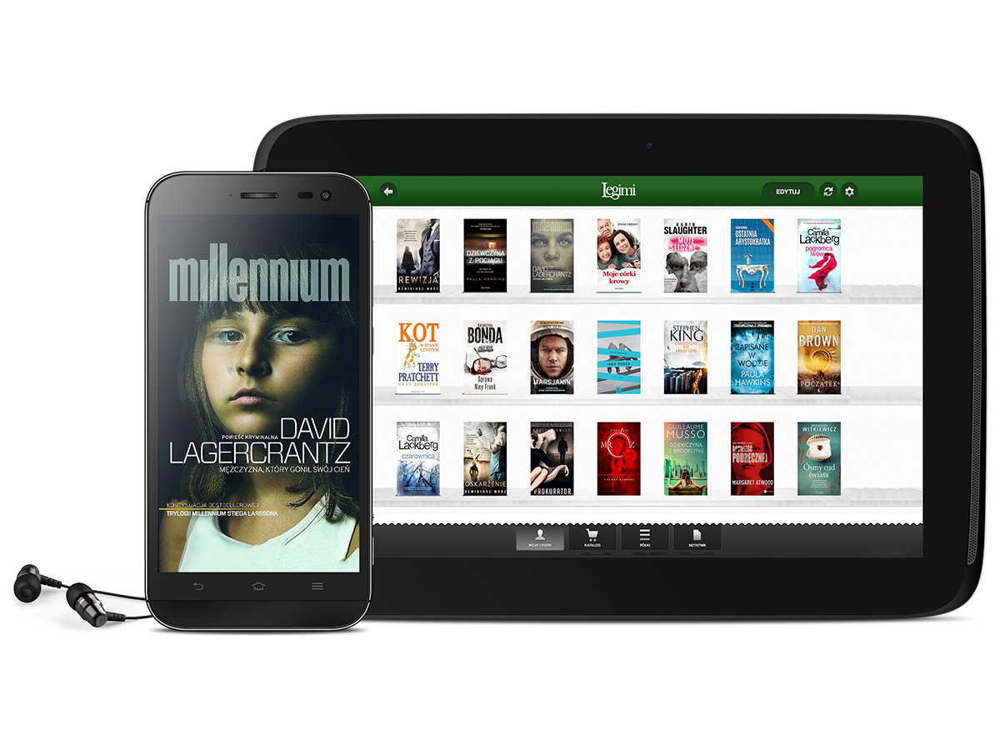 millennium
POWIEŚĆ KRYMINALNA
DAVID
LAGERCRANTZ
MĘŻCZYZNA, KTÓRY GONIŁ SWÓJ CIEŃ
KONTYNUACJA BESTSELLEROWEJ
TRYLOGII MILLENNIUM STIEGA LARSSONA
Legimi
EDYTUJ
REWIZJA
REMIGIUSZ MRÓZ
DZIEWCZYNA
Z POCIĄGU
PAULA HAWKINS
millennium
DAVID
LAGERCRANTZ
KINGA DĘBSKA
Moje córki
krowy
KARIN
SLAUGHTER
MOJE
ŚLICZNE
OSTATNIA
ARYSTOKRATKA
Camilla
Läckberg
pogromca
lwów
KOT
W STANIE
CZYSTYM
TERRY
PRATCHETT
GRAY JOLLIFFE
KATARZYNA
BONDA
Sprawa
Niny Frank
MARSJANIN
STEPHEN
KING
ZNALEZIONE
NIE
KRADZIONE
ZAPISANE
W
WODZIE
PAULA
HAWKINS
DAN
BROWN
POCZĄTEK
Camilla
Läckberg
czarownica
OSKARŻENIE
REMIGIUSZ MRÓZ
PROKURATOR
MRÓZ
GUILLAUME
MUSSO
DZIEWCZYNA
Z BROOKLYNU
OPOWIEŚĆ
PODRĘCZNEJ
MARGARET ATWOOD
MAGDALENA
WITKIEWICZ
Ósmy cud
świata
MOJE LEGIMI
KATALOG
PÓŁKI
NOTATNIK